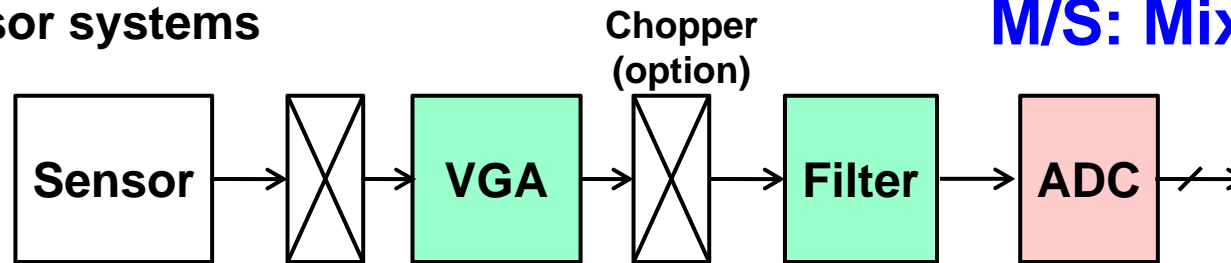 sor systems
Chopper
(option)
M/S: Mix
Sensor
VGA
Filter
ADC